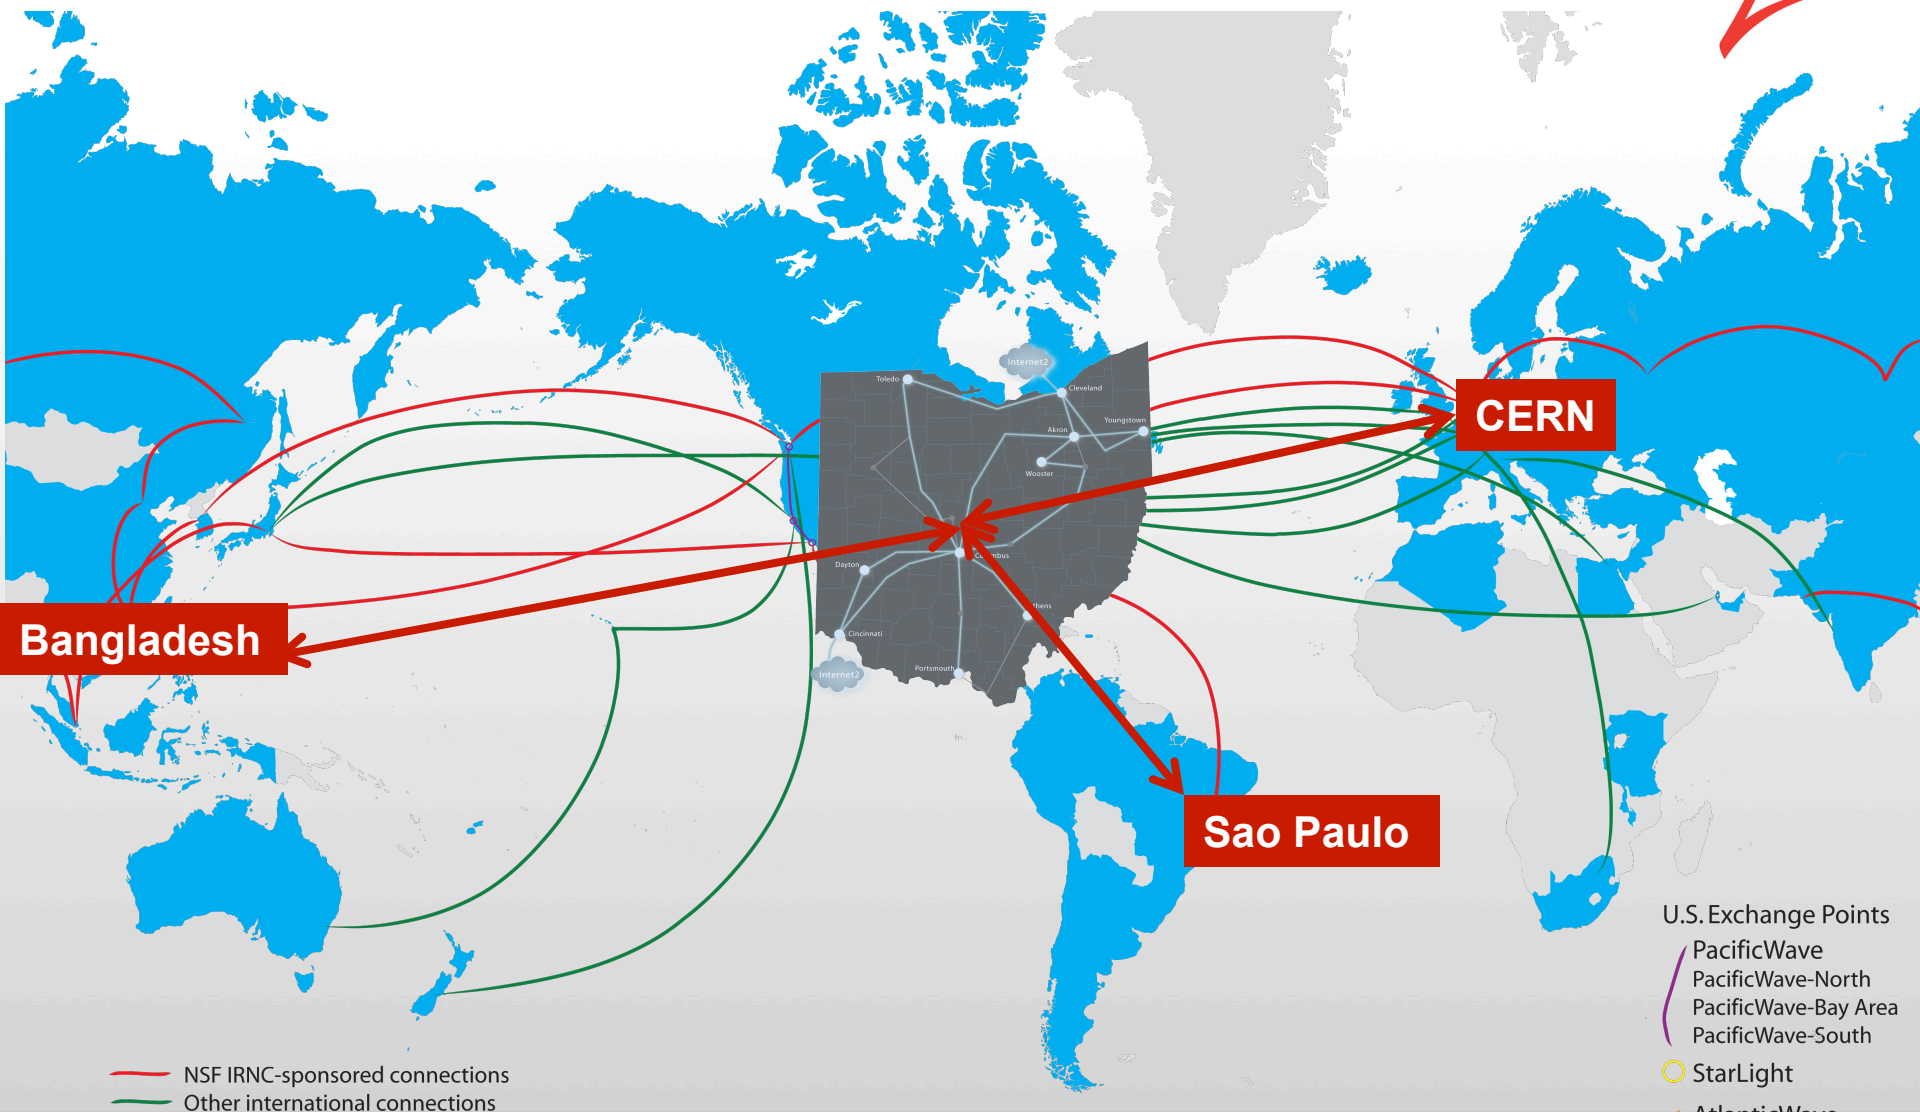 Internet2
Toledo
Cleveland
Youngstown
Akron
Wooster
CERN
Columbus
Dayton
Bangladesh
Cincinnati
Portsmouth
Internet2
Sao Paulo
U.S. Exchange Points
PacificWave
PacificWave-North
PacificWave-Bay Area
PacificWave-South
StarLight
NSF IRNC-sponsored connections
Other international connections